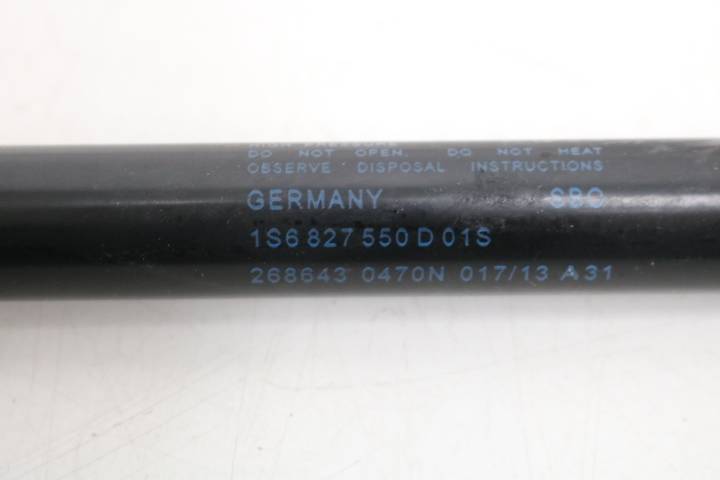 DO NOT OPEN. DO NOT HEAT
OBSERVE DISPOSAL INSTRUCTIONS
GERMANY SBO
1S6 827 550 D 01S
268643 0470N 017/13 A31